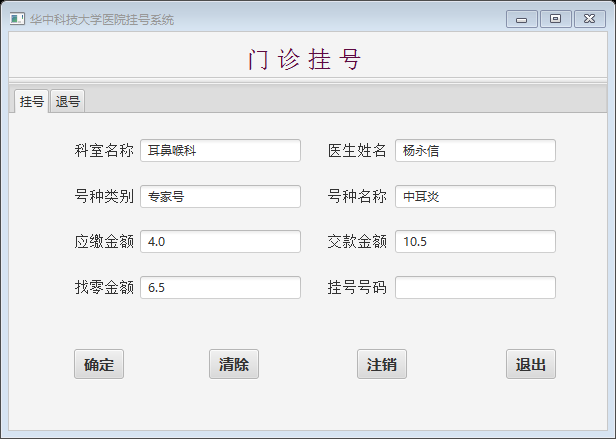 华中科技大学医院挂号系统
门诊挂号
挂号 退号
科室名称 耳鼻喉科 医生姓名 杨永信
号种类别 专家号 号种名称 中耳炎
应缴金额 4.0 交款金额 10.5
找零金额 6.5 挂号号码
确定 清除 注销 退出